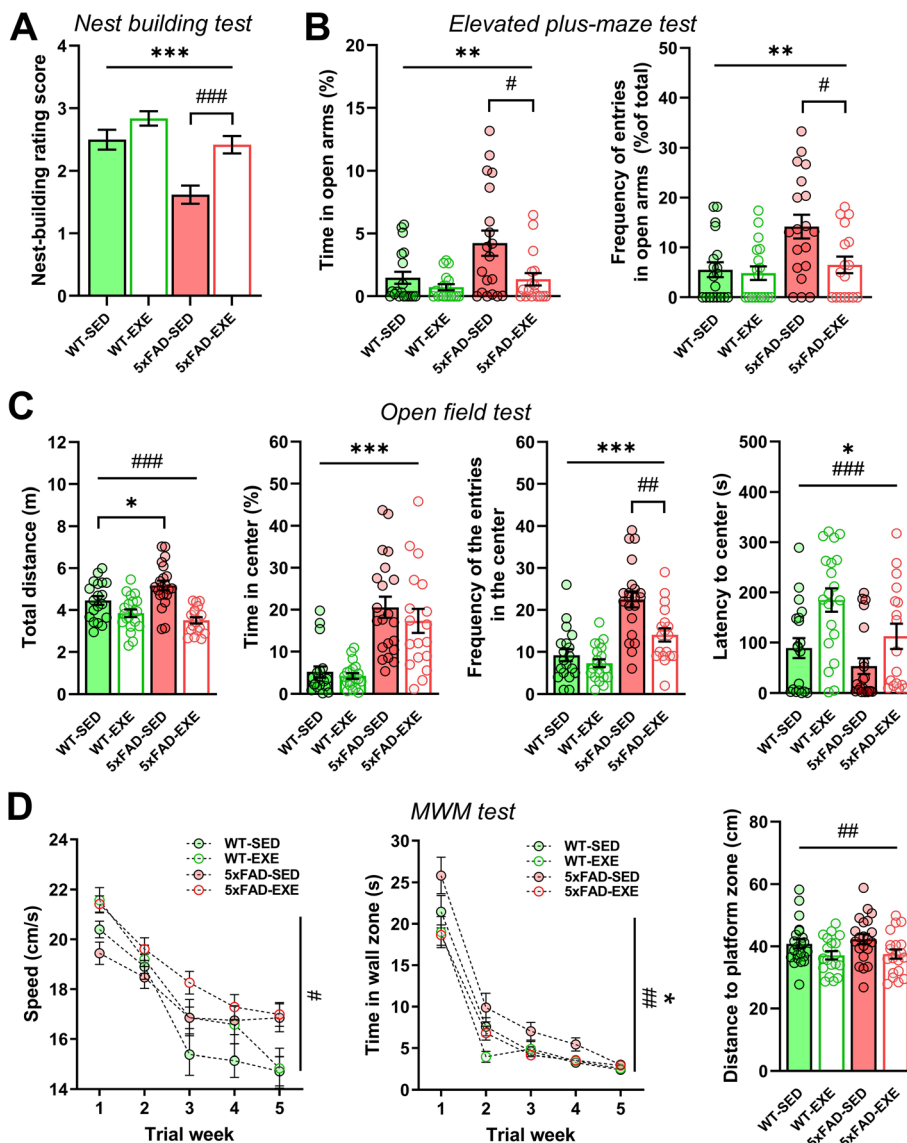 A
Nest building test
Nest-building rating score
4
3
2
1
0
***
###
WT-SED
WT-EXE
5xFAD-SED
5xFAD-EXE
B
Elevated plus-maze test
Time in open arms (%)
20
15
10
5
0
**
#
WT-SED
WT-EXE
5xFAD-SED
5xFAD-EXE
Frequency of entries
in open arms (%of total)
50
40
30
20
10
0
**
#
WT-SED
WT-EXE
5xFAD-SED
5xFAD-EXE
C
Open field test
Total distance (m)
12
10
8
6
4
2
0
###
*
WT-SED
WT-EXE
5xFAD-SED
5xFAD-EXE
Time in center (%)
60
50
40
30
20
10
0
***
WT-SED
WT-EXE
5xFAD-SED
5xFAD-EXE
Frequency of the entries
in the center
60
50
40
30
20
10
0
***
##
WT-SED
WT-EXE
5xFAD-SED
5xFAD-EXE
Latency to center (s)
500
400
300
200
100
0
*
###
WT-SED
WT-EXE
5xFAD-SED
5xFAD-EXE
D
MWM test
Speed (cm/s)
24
22
20
18
16
14
WT-SED
WT-EXE
5xFAD-SED
5xFAD-EXE
#
1 2 3 4 5
Trial week
Time in wall zone (s)
30
25
20
15
10
5
0
WT-SED
WT-EXE
5xFAD-SED
5xFAD-EXE
##
*
1 2 3 4 5
Trial week
Distance to platform zone (cm)
80
60
40
20
0
##
WT-SED
WT-EXE
5xFAD-SED
5xFAD-EXE